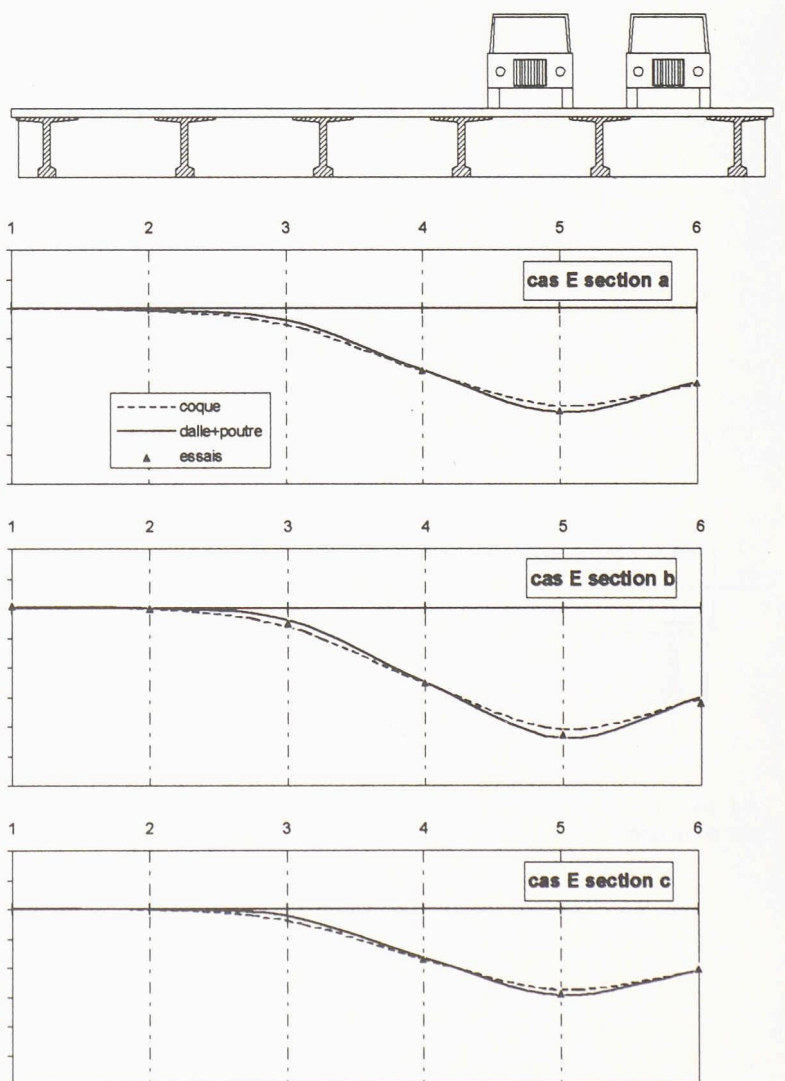 1 2 3 4 5 6
cas E section a
coque
dalle+poutre
essais
1 2 3 4 5 6
cas E section b
1 2 3 4 5 6
cas E section c